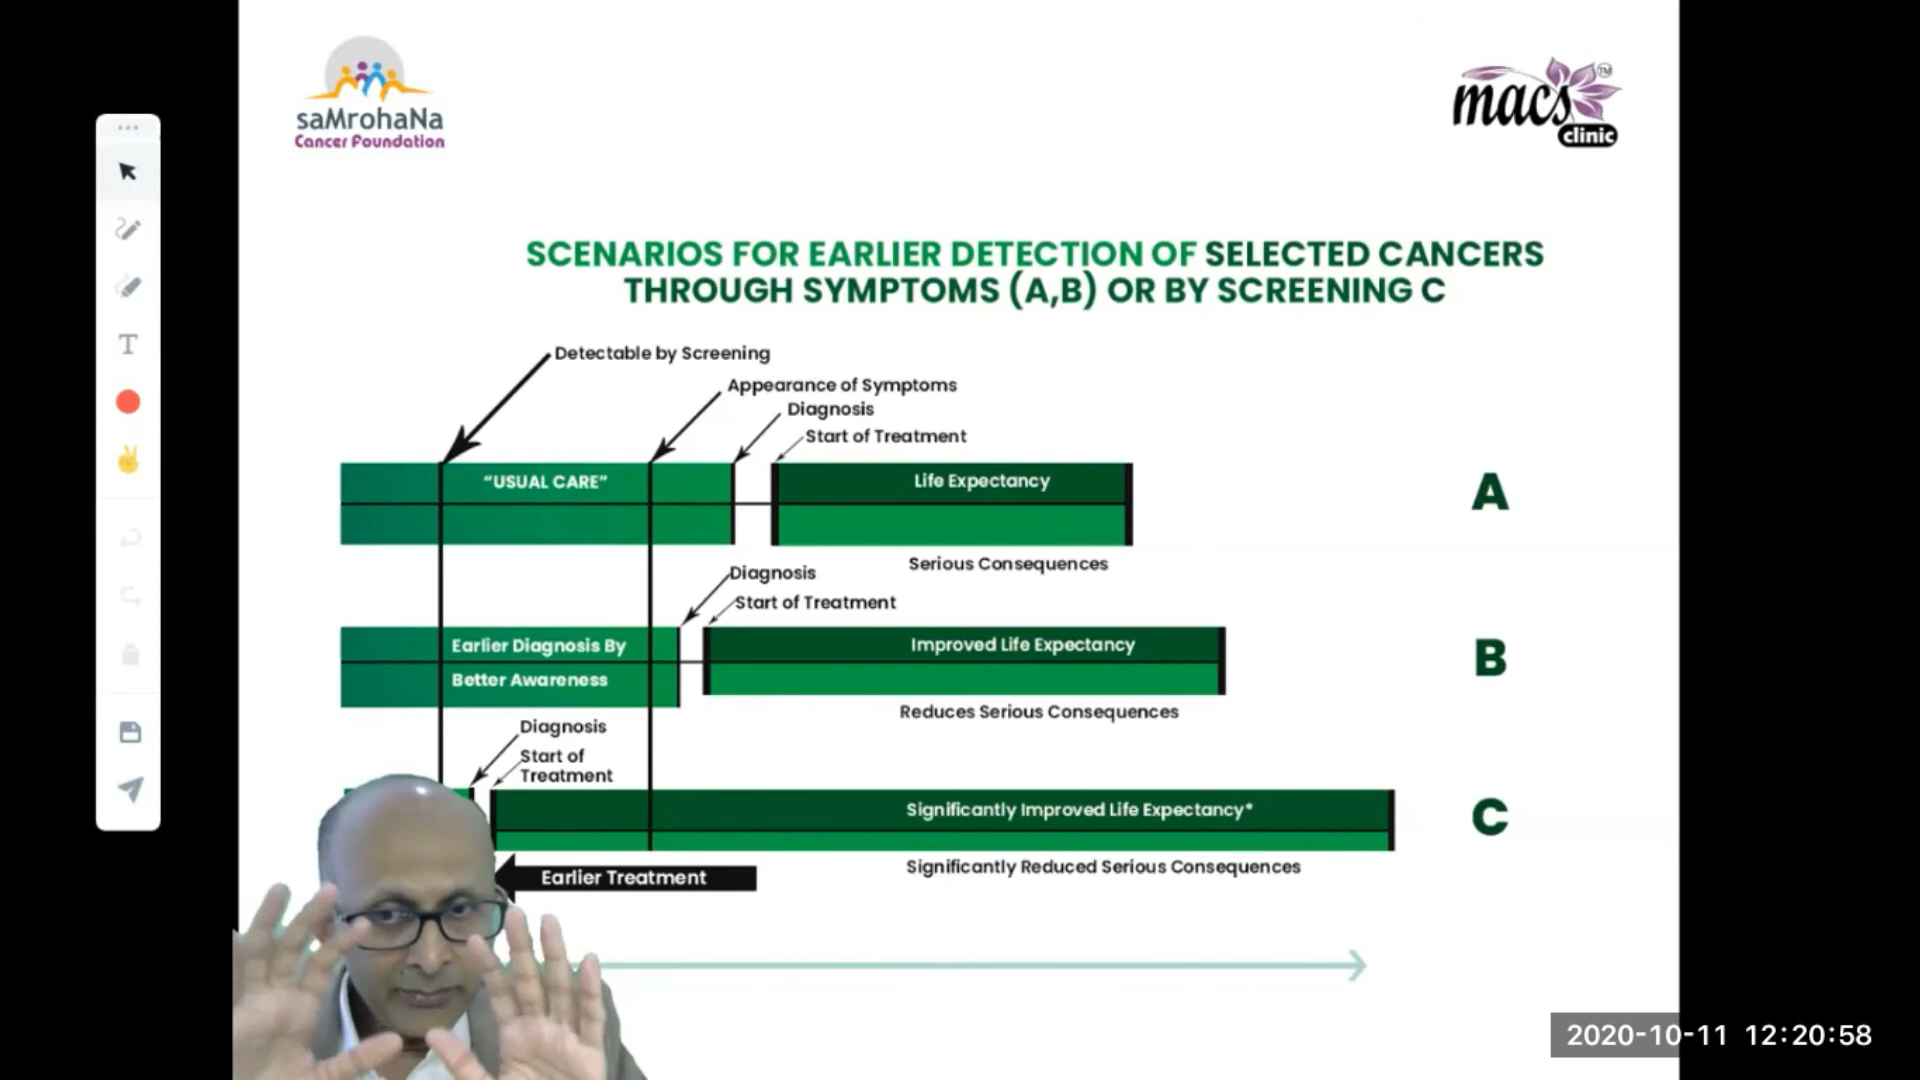 saMrohaNa
Cancer Foundation
macs TM
clinic
SCENARIOS FOR EARLIER DETECTION OF SELECTED CANCERS
THROUGH SYMPTOMS (A,B) OR BY SCREENING C
Detectable by Screening
Appearance of Symptoms
Diagnosis
Start of Treatment
“USUAL CARE”
Life Expectancy
A
Serious Consequences
Diagnosis
Start of Treatment
Earlier Diagnosis By
Better Awareness
Improved Life Expectancy
B
Reduces Serious Consequences
Diagnosis
Start of
Treatment
Significantly Improved Life Expectancy*
C
Significantly Reduced Serious Consequences
Earlier Treatment
T
2020-10-11 12:20:58